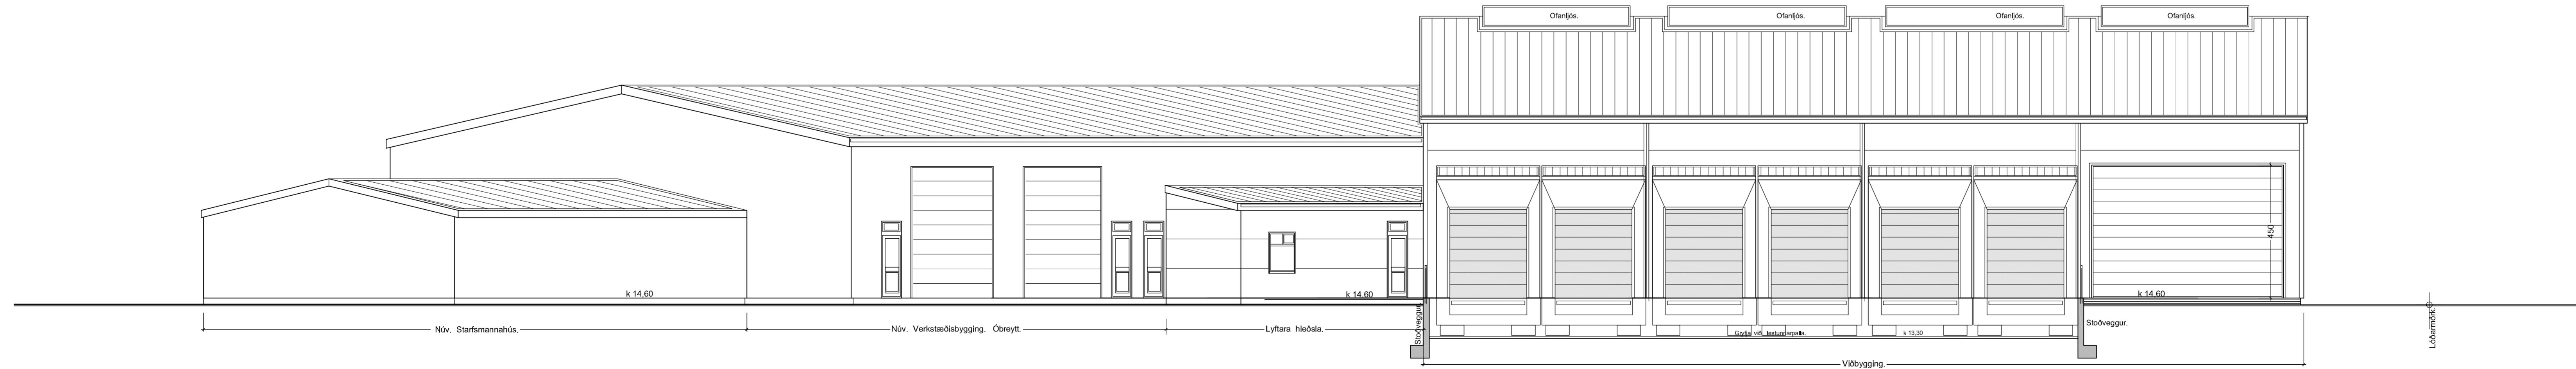 Ofanljós.
Ofanljós.
Ofanljós.
Ofanljós.
450
k 14,60
k 14,60
k 14,60
Núv. Starfsmannahús.
Núv. Verkstæðisbygging. Óbreytt.
Lyftara hleðsla.
Stoðveggur.
Gryfja við lestunnarpalla.
k 13,30
Stoðveggur.
Lóðarmörk.
Viðbygging.